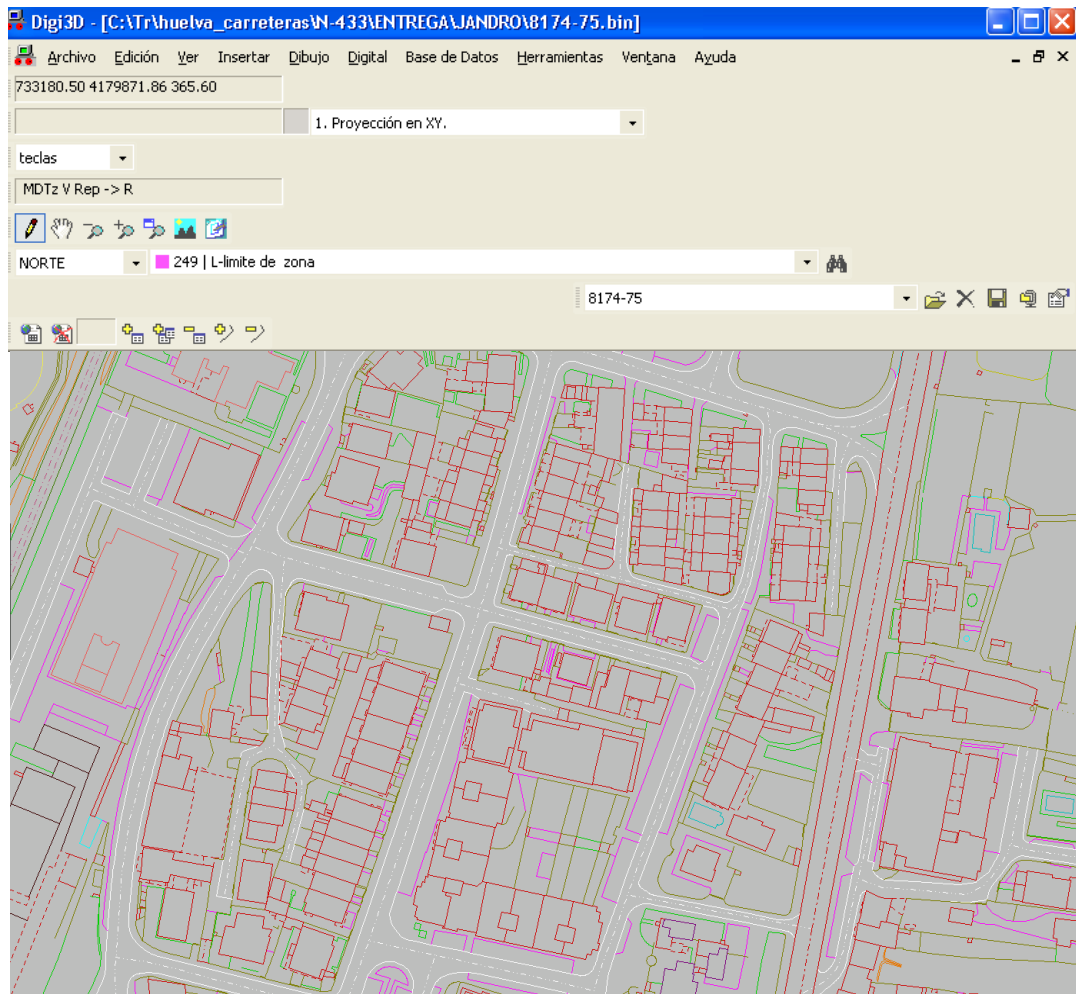 Digi3D - [C:\Tr\huelva_carreteras\N-433\ENTREGA\JANDRO\8174-75.bin]
Archivo Edición Ver Insertar Dibujo Digital Base de Datos Herramientas Ventana Ayuda
733180.50 4179871.86 365.60
1. Proyección en XY.
teclas
MDTz V Rep -> R
NORTE 249 | L-limite de zona
8174-75